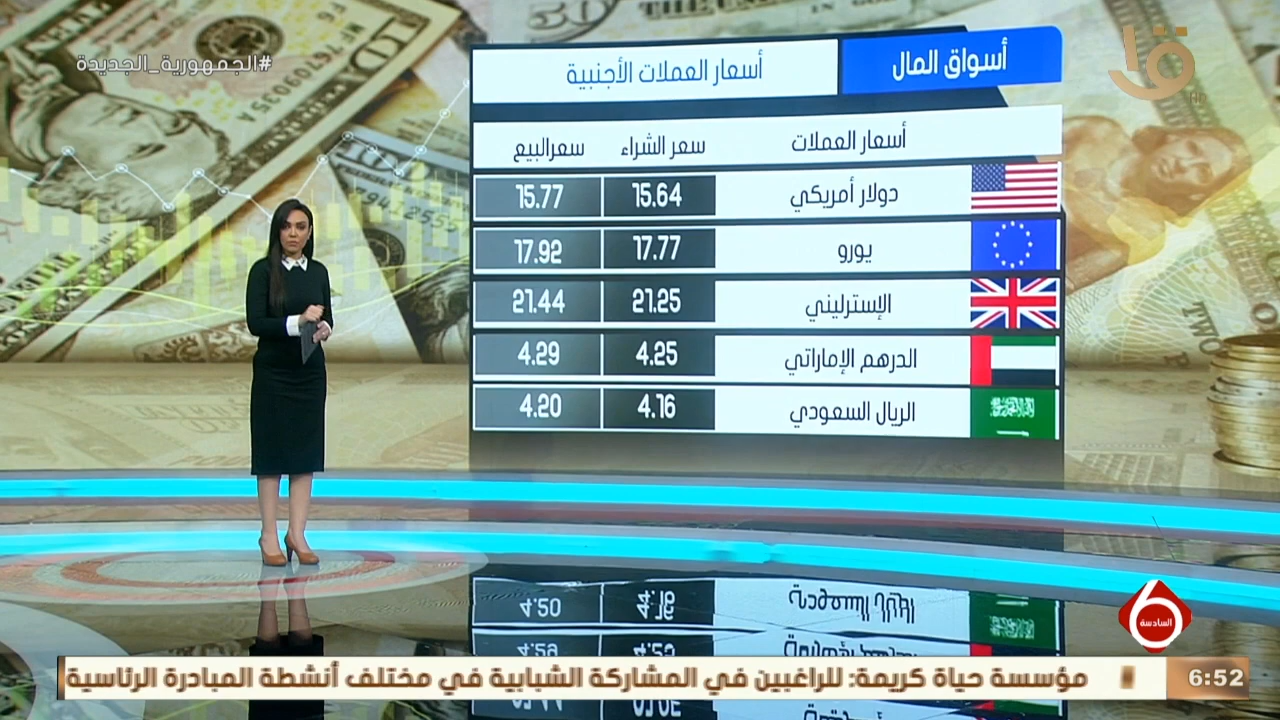 #الجمهورية_الجديدة
أسواق المال
أسعار العملات الأجنبية
أسعار العملات سعر الشراء سعرالبيع
دولار أمريكي 15.64 15.77
يورو 17.77 17.92
الإسترليني 21.25 21.44
الدرهم الإماراتي 4.25 4.29
الريال السعودي 4.16 4.20
السادسة
6:52
مؤسسة حياة كريمة: للراغبين في المشاركة الشبابية في مختلف أنشطة المبادرة الرئاسية